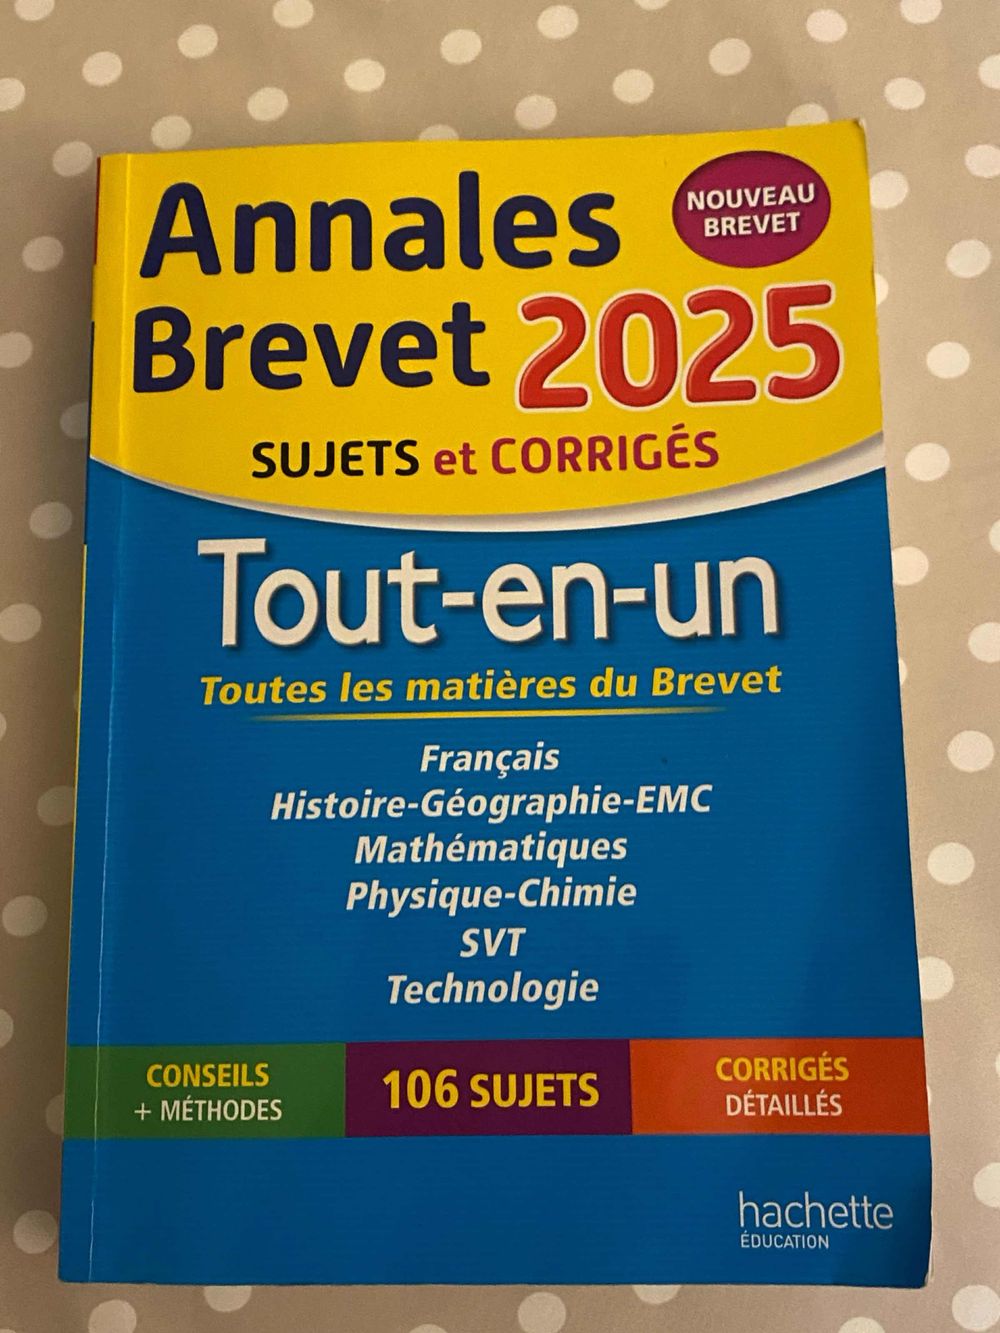 Annales
NOUVEAU
BREVET
Brevet 2025
SUJETS et CORRIGÉS
Tout-en-un
Toutes les matières du Brevet
Français
Histoire-Géographie-EMC
Mathématiques
Physique-Chimie
SVT
Technologie
CONSEILS
+ MÉTHODES
106 SUJETS
CORRIGÉS
DÉTAILLÉS
hachette
ÉDUCATION